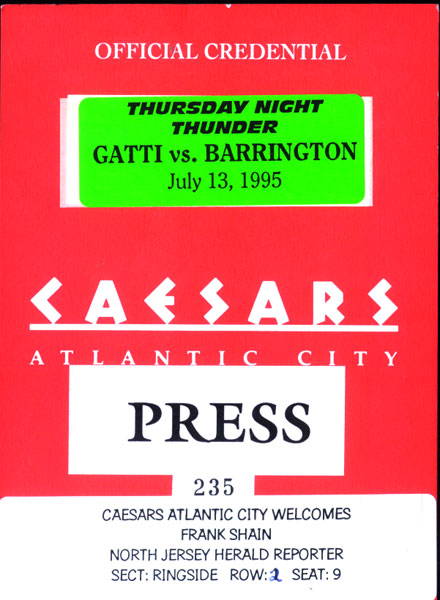 OFFICIAL CREDENTIAL
THURSDAY NIGHT
THUNDER
GATTI vs. BARRINGTON
July 13, 1995
CAESARS
ATLANTIC CITY
PRESS
235
CAESARS ATLANTIC CITY WELCOMES
FRANK SHAIN
NORTH JERSEY HERALD REPORTER
SECT: RINGSIDE ROW: 2 SEAT: 9